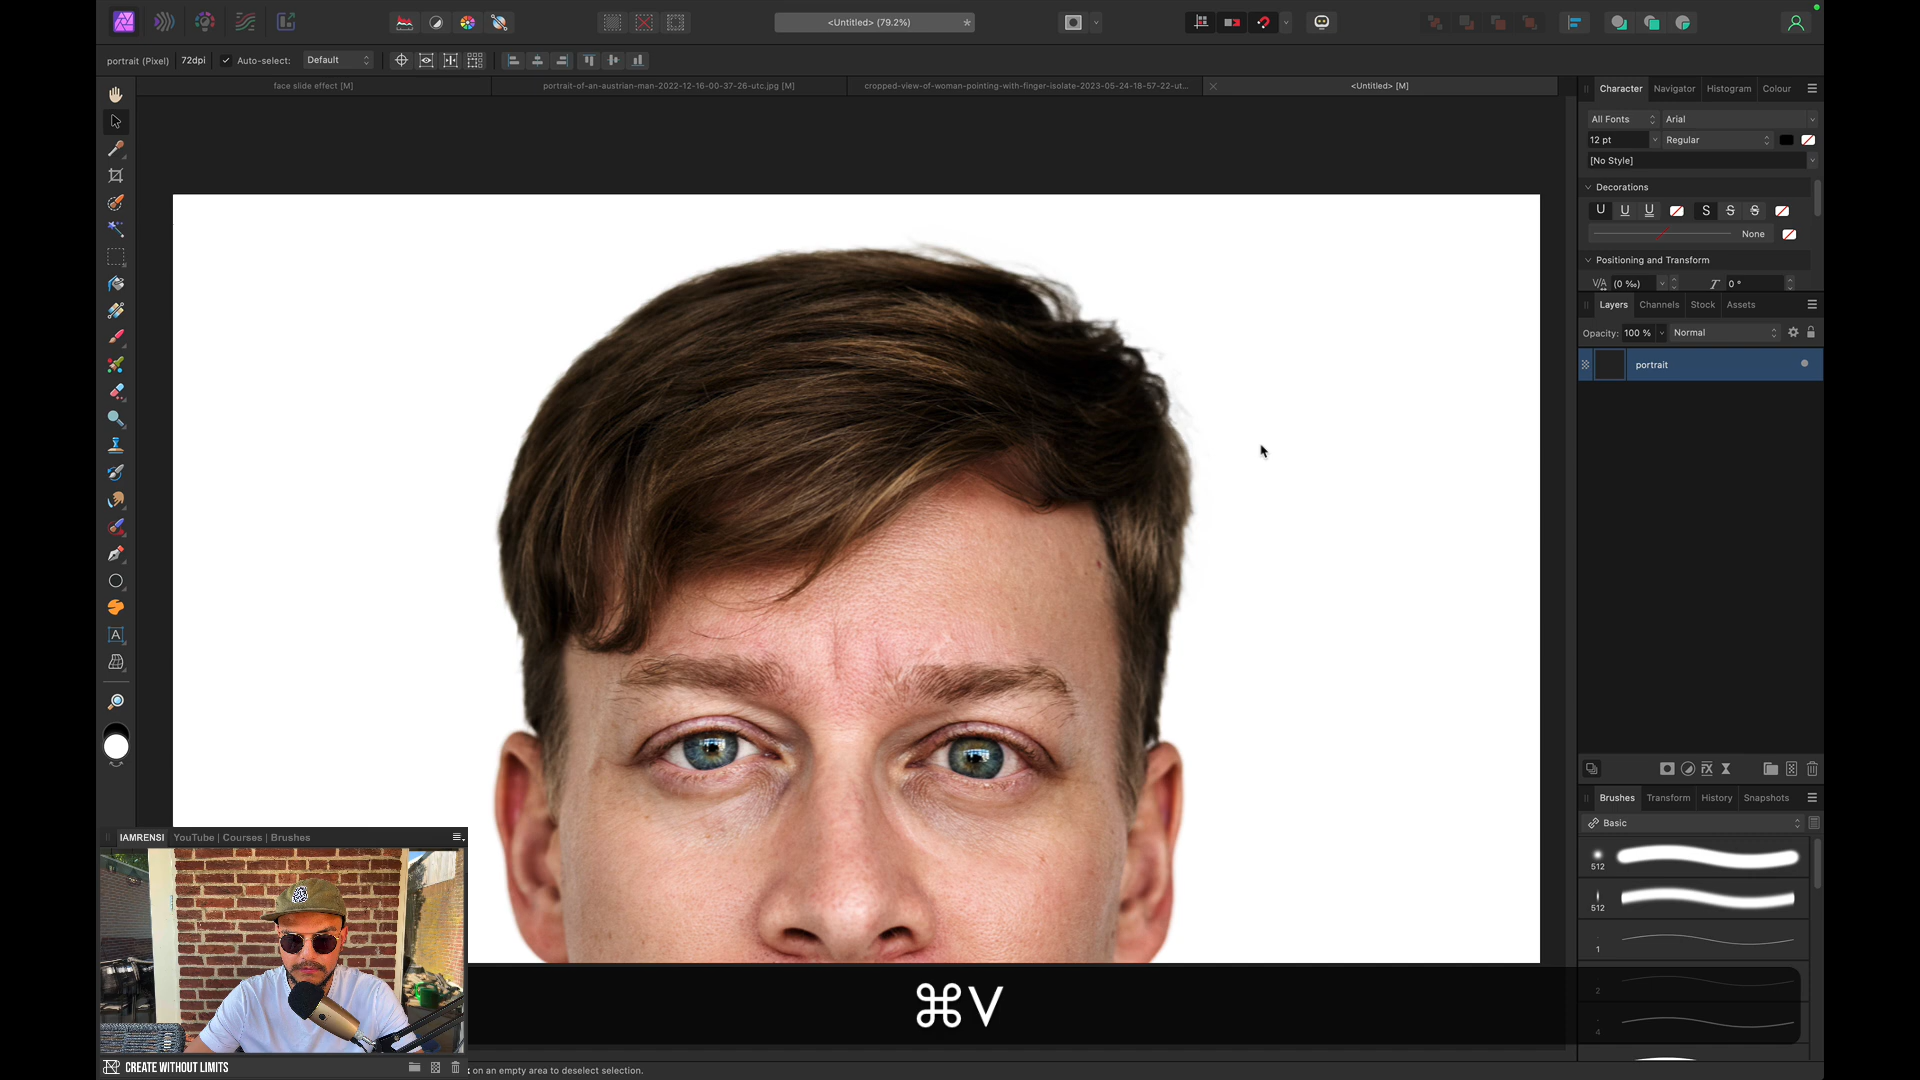 <Untitled> (79.2%)
*
portrait (Pixel)
72dpi
Auto-select:
Default
face slide effect [M]
portrait-of-an-austrian-man-2022-12-16-00-37-26-utc.jpg [M]
cropped-view-of-woman-pointing-with-finger-isolate-2023-05-24-18-57-22-ut...
<Untitled> [M]
Character
Navigator
Histogram
Colour
All Fonts
Arial
12 pt
Regular
[No Style]
Decorations
U U U S S S
None
Positioning and Transform
V/A (0 ‰)
T 0 °
Layers
Channels
Stock
Assets
Opacity: 100 %
Normal
portrait
FX
Brushes
Transform
History
Snapshots
Basic
512
512
1
2
4
A
IAMRENSI
YouTube | Courses | Brushes
CREATE WITHOUT LIMITS
⌘V
on an empty area to deselect selection.